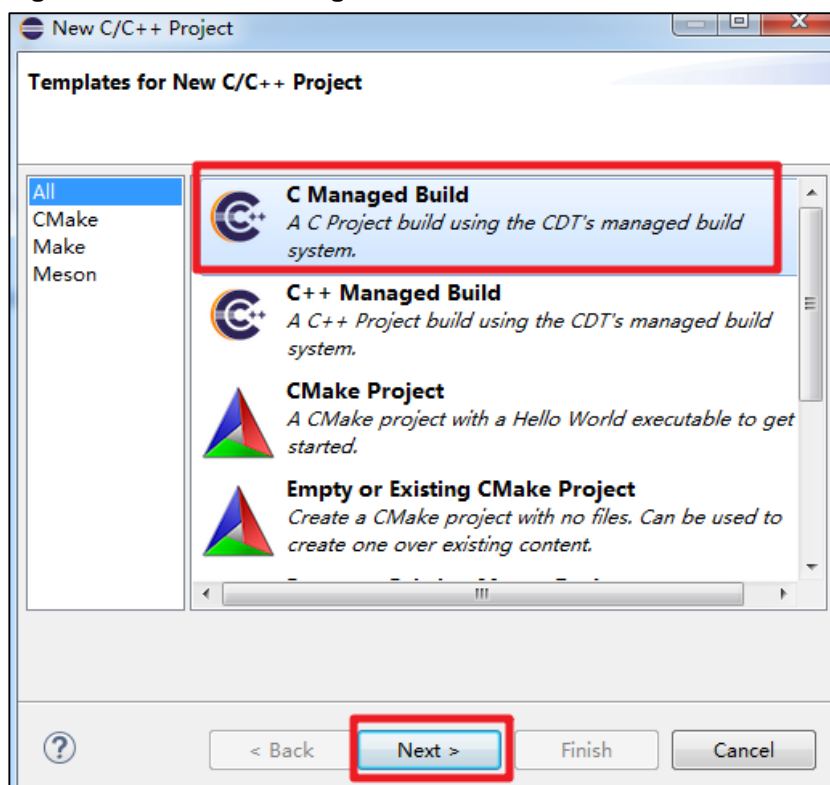 New C/C++ Project
Templates for New C/C++ Project
All
CMake
Make
Meson
C Managed Build
A C Project build using the CDT's managed build
system.
C++ Managed Build
A C++ Project build using the CDT's managed build
system.
CMake Project
A CMake project with a Hello World executable to get
started.
Empty or Existing CMake Project
Create a CMake project with no files. Can be used to
create one over existing content.
?
< Back
Next >
Finish
Cancel